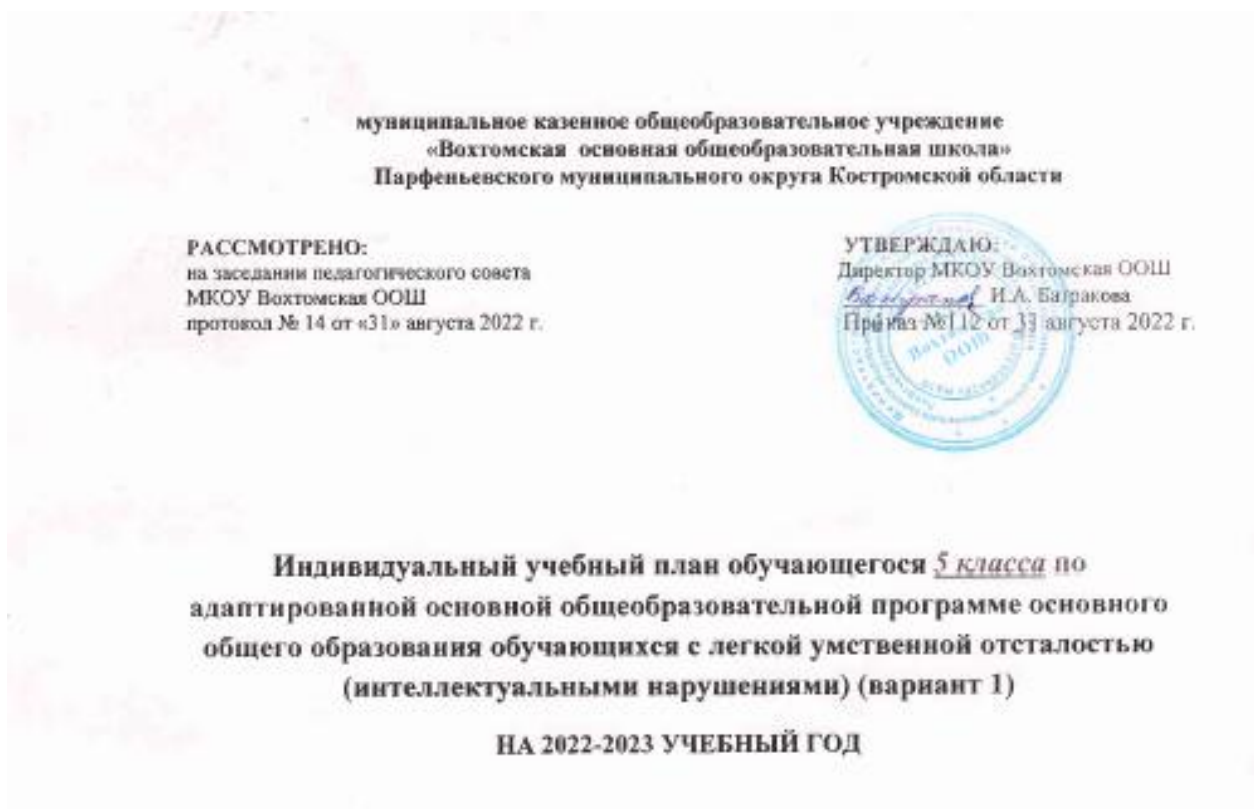 муниципальное казенное общеобразовательное учреждение
«Вохтомская основная общеобразовательная школа»
Парфеньевского муниципального округа Костромской области
РАССМОТРЕНО:
на заседании педагогического совета
МКОУ Вохтомская ООШ
протокол № 14 от «31» августа 2022 г.
УТВЕРЖДАЮ:
Директор МКОУ Вохтомская ООШ
И.А. Багракова
Приказ №112 от 31 августа 2022 г.
ООШ
Индивидуальный учебный план обучающегося 5 класса по
адаптированной основной общеобразовательной программе основного
общего образования обучающихся с легкой умственной отсталостью
(интеллектуальными нарушениями) (вариант 1)
НА 2022-2023 УЧЕБНЫЙ ГОД